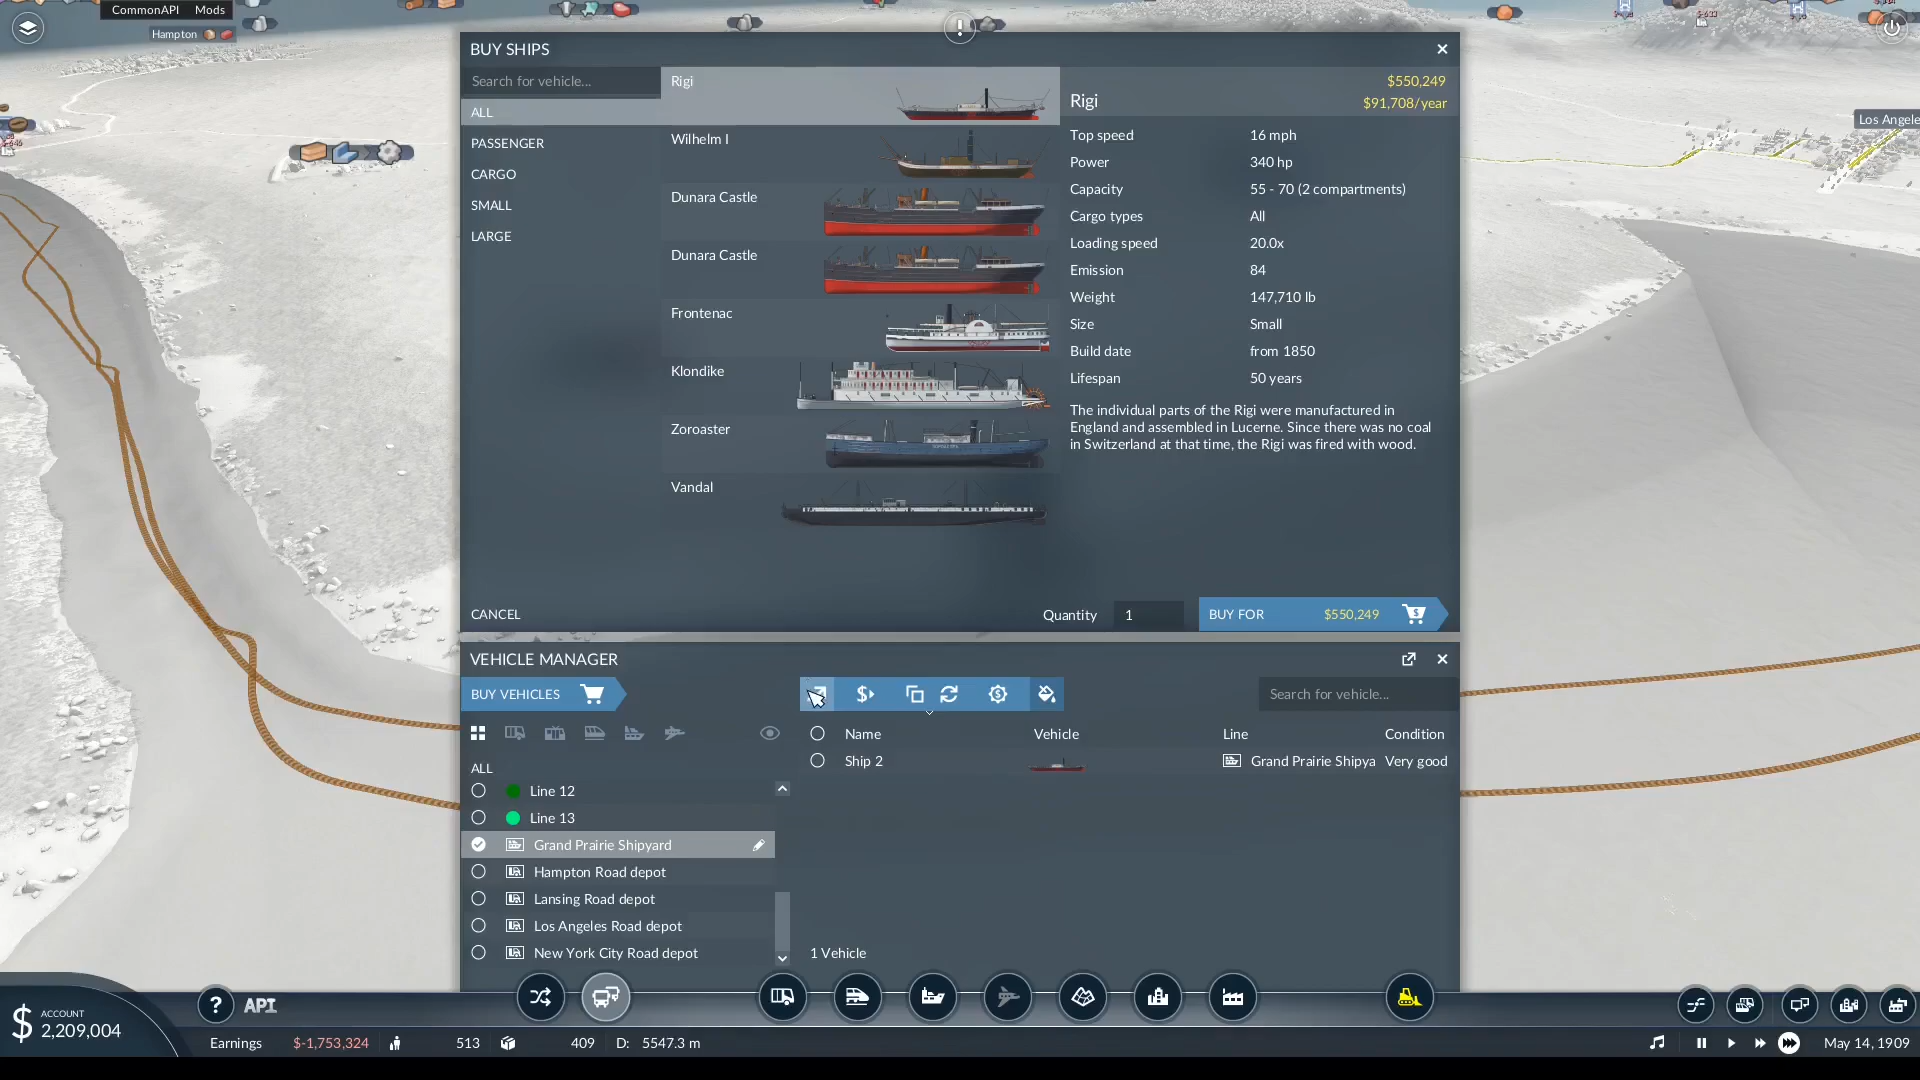 CommonAPI Mods
Hampton
Los Angele
BUY SHIPS
Search for vehicle...
ALL
PASSENGER
CARGO
SMALL
LARGE
Rigi
Wilhelm I
Dunara Castle
Dunara Castle
Frontenac
Klondike
Zoroaster
Vandal
$550,249
Rigi
$91,708/year
Top speed 16 mph
Power 340 hp
Capacity 55 - 70 (2 compartments)
Cargo types All
Loading speed 20.0x
Emission 84
Weight 147,710 lb
Size Small
Build date from 1850
Lifespan 50 years
The individual parts of the Rigi were manufactured in
England and assembled in Lucerne. Since there was no coal
in Switzerland at that time, the Rigi was fired with wood.
CANCEL
Quantity 1
BUY FOR $550,249
VEHICLE MANAGER
BUY VEHICLES
Search for vehicle...
ALL
Line 12
Line 13
Grand Prairie Shipyard
Hampton Road depot
Lansing Road depot
Los Angeles Road depot
New York City Road depot
Name Vehicle Line Condition
Ship 2 Grand Prairie Shipya Very good
1 Vehicle
ACCOUNT
$ 2,209,004
? API
Earnings $-1,753,324 513 409 D: 5547.3 m
May 14, 1909